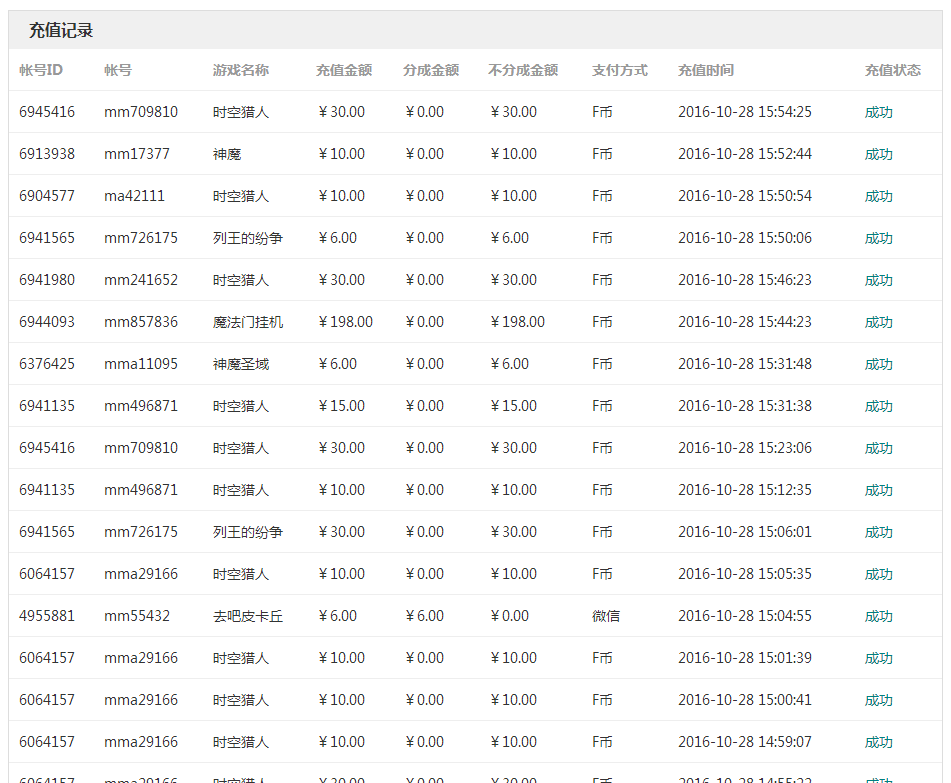 充值记录
帐号ID 帐号 游戏名称 充值金额 分成金额 不分成金额 支付方式 充值时间 充值状态
6945416 mm709810 时空猎人 ￥30.00 ￥0.00 ￥30.00 F币 2016-10-28 15:54:25 成功
6913938 mm17377 神魔 ￥10.00 ￥0.00 ￥10.00 F币 2016-10-28 15:52:44 成功
6904577 ma42111 时空猎人 ￥10.00 ￥0.00 ￥10.00 F币 2016-10-28 15:50:54 成功
6941565 mm726175 列王的纷争 ￥6.00 ￥0.00 ￥6.00 F币 2016-10-28 15:50:06 成功
6941980 mm241652 时空猎人 ￥30.00 ￥0.00 ￥30.00 F币 2016-10-28 15:46:23 成功
6944093 mm857836 魔法门挂机 ￥198.00 ￥0.00 ￥198.00 F币 2016-10-28 15:44:23 成功
6376425 mma11095 神魔圣域 ￥6.00 ￥0.00 ￥6.00 F币 2016-10-28 15:31:48 成功
6941135 mm496871 时空猎人 ￥15.00 ￥0.00 ￥15.00 F币 2016-10-28 15:31:38 成功
6945416 mm709810 时空猎人 ￥30.00 ￥0.00 ￥30.00 F币 2016-10-28 15:23:06 成功
6941135 mm496871 时空猎人 ￥10.00 ￥0.00 ￥10.00 F币 2016-10-28 15:12:35 成功
6941565 mm726175 列王的纷争 ￥30.00 ￥0.00 ￥30.00 F币 2016-10-28 15:06:01 成功
6064157 mma29166 时空猎人 ￥10.00 ￥0.00 ￥10.00 F币 2016-10-28 15:05:35 成功
4955881 mm55432 去吧皮卡丘 ￥6.00 ￥6.00 ￥0.00 微信 2016-10-28 15:04:55 成功
6064157 mma29166 时空猎人 ￥10.00 ￥0.00 ￥10.00 F币 2016-10-28 15:01:39 成功
6064157 mma29166 时空猎人 ￥10.00 ￥0.00 ￥10.00 F币 2016-10-28 15:00:41 成功
6064157 mma29166 时空猎人 ￥10.00 ￥0.00 ￥10.00 F币 2016-10-28 14:59:07 成功